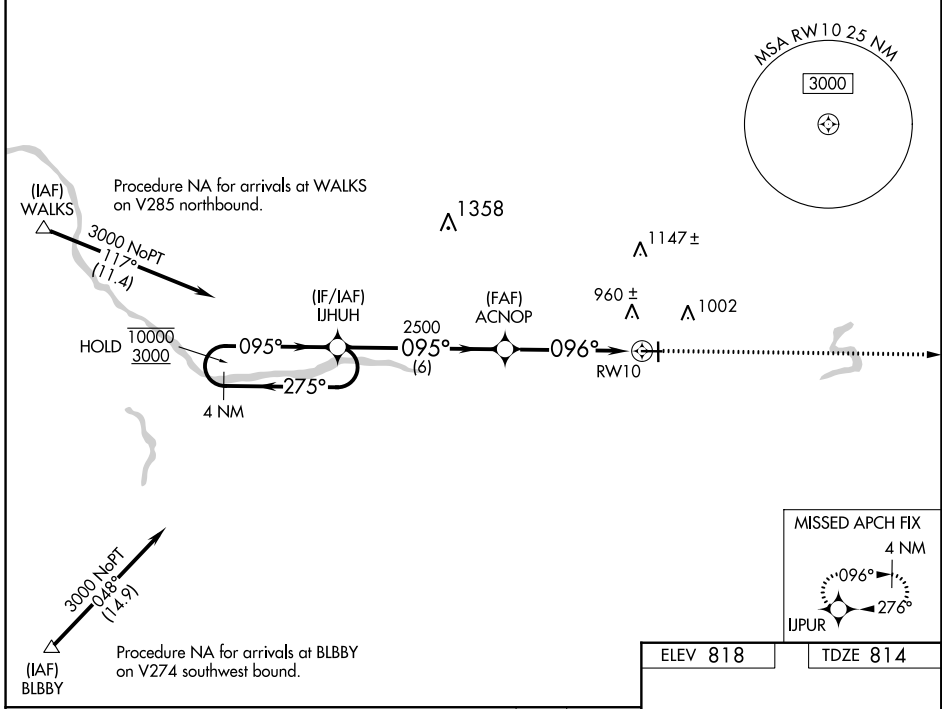 MSA RW10 25 NM
3000
(IAF)
WALKS
Procedure NA for arrivals at WALKS
on V285 northbound.
3000 NoPT
117°
(11.4)
1358
1147 ±
(IF/IAF)
IJHUH
(FAF)
ACNOP
960 ±
1002
HOLD
10000
3000
095°
2500
095°
(6)
096°
RW10
275°
4 NM
3000 NoPT
048°
(14.9)
(IAF)
BLBBY
Procedure NA for arrivals at BLBBY
on V274 southwest bound.
MISSED APCH FIX
4 NM
096°
276°
IJPUR
ELEV 818
TDZE 814